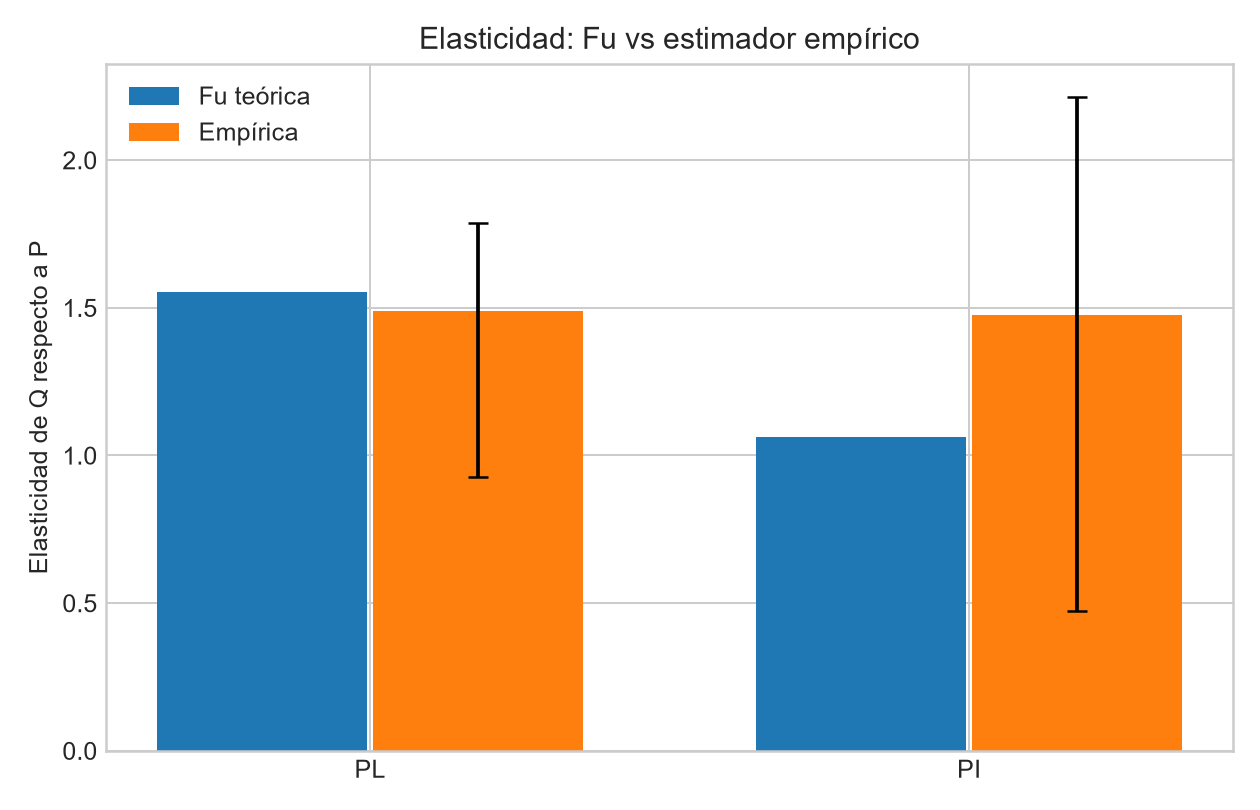 Elasticidad: Fu vs estimador empírico
Fu teórica
Empírica
Elasticidad de Q respecto a P
2.0
1.5
1.0
0.5
0.0
PL
PI